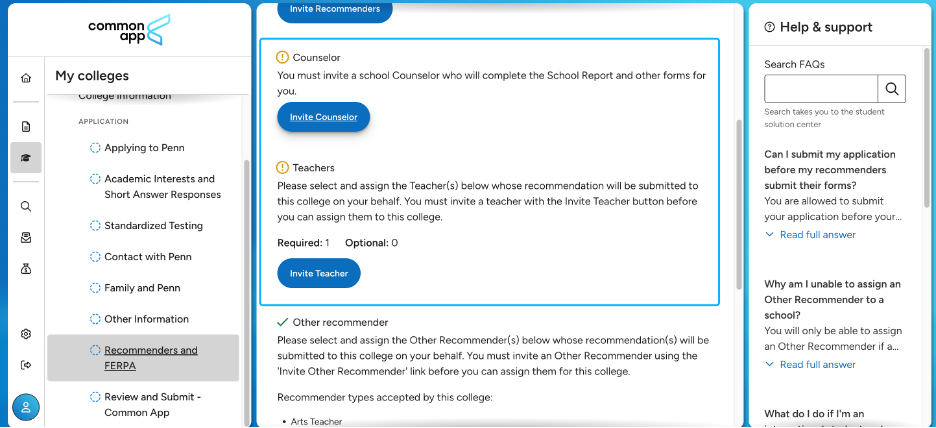 common
app
My colleges
College Information
APPLICATION
Applying to Penn
Academic Interests and
Short Answer Responses
Standardized Testing
Contact with Penn
Family and Penn
Other Information
Recommenders and
FERPA
Review and Submit -
Common App
Invite Recommenders
Counselor
You must invite a school Counselor who will complete the School Report and other forms for
you.
Invite Counselor
Teachers
Please select and assign the Teacher(s) below whose recommendation will be submitted to
this college on your behalf. You must invite a teacher with the Invite Teacher button before
you can assign them to this college.
Required: 1 Optional: 0
Invite Teacher
Other recommender
Please select and assign the Other Recommender(s) below whose recommendation(s) will be
submitted to this college on your behalf. You must invite an Other Recommender using the
'Invite Other Recommender' link before you can assign them for this college.
Recommender types accepted by this college:
• Arts Teacher
Help & support
Search FAQs
Search takes you to the student
solution center
Can I submit my application
before my recommenders
submit their forms?
You are allowed to submit
your application before your...
Read full answer
Why am I unable to assign an
Other Recommender to a
school?
You will only be able to assign
an Other Recommender if a...
Read full answer
What do I do if I'm an